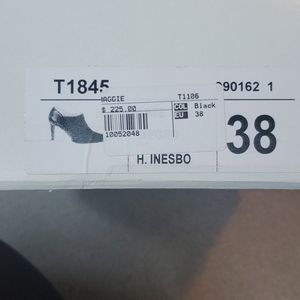 T1845 090162 1
MAGGIE T1106
$ 225.00 COL Black
EU 38
10052048
38
H. INESBO